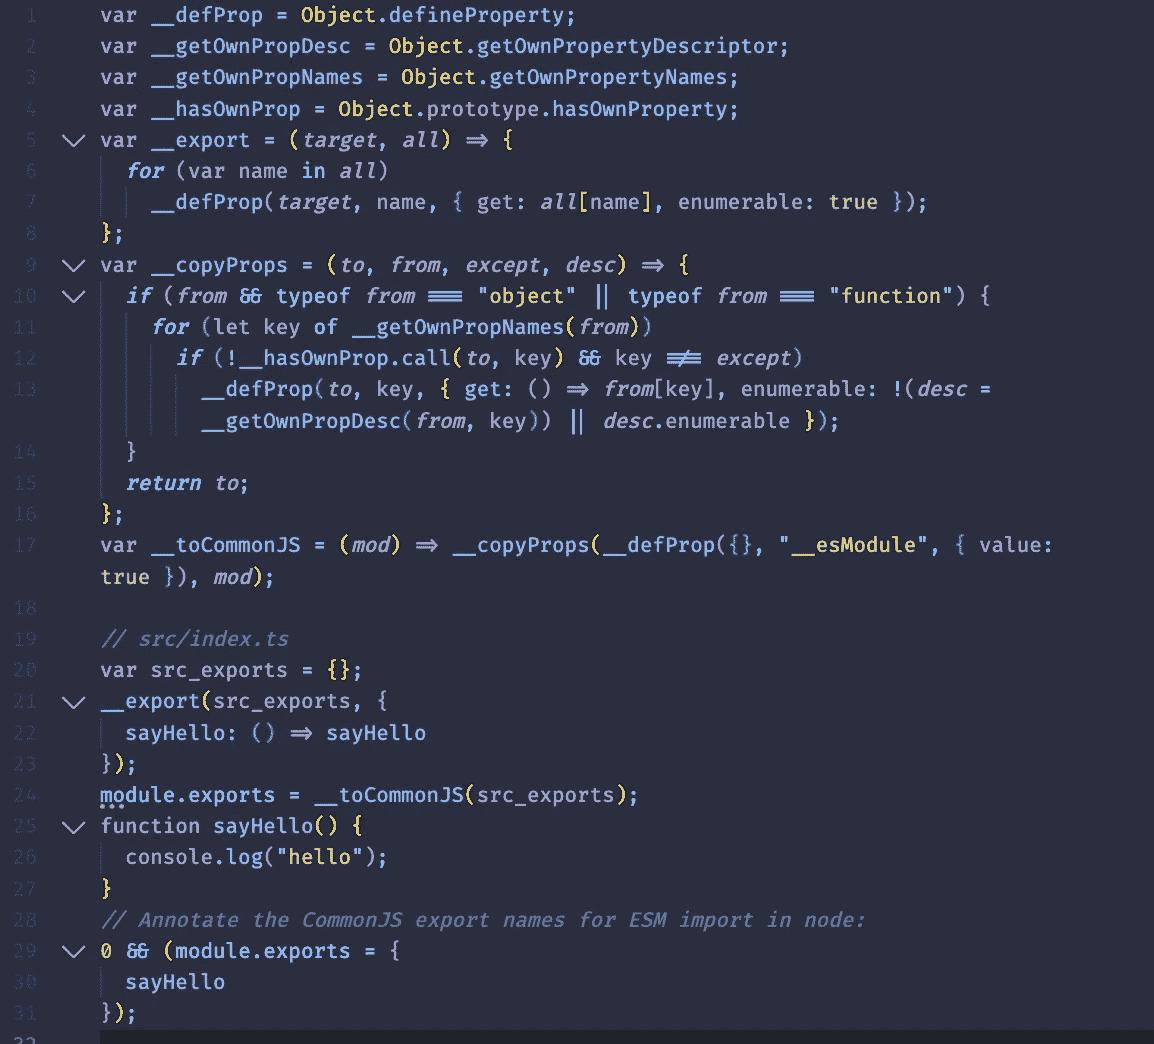 1 var __defProp = Object.defineProperty;
2 var __getOwnPropDesc = Object.getOwnPropertyDescriptor;
3 var __getOwnPropNames = Object.getOwnPropertyNames;
4 var __hasOwnProp = Object.prototype.hasOwnProperty;
5 var __export = (target, all) => {
6 for (var name in all)
7 __defProp(target, name, { get: all[name], enumerable: true });
8 };
9 var __copyProps = (to, from, except, desc) => {
10 if (from && typeof from === "object" || typeof from === "function") {
11 for (let key of __getOwnPropNames(from))
12 if (!__hasOwnProp.call(to, key) && key !== except)
13 __defProp(to, key, { get: () => from[key], enumerable: !(desc =
__getOwnPropDesc(from, key)) || desc.enumerable });
14 }
15 return to;
16 };
17 var __toCommonJS = (mod) => __copyProps(__defProp({}, "__esModule", { value:
true }), mod);
18
19 // src/index.ts
20 var src_exports = {};
21 __export(src_exports, {
22 sayHello: () => sayHello
23 });
24 module.exports = __toCommonJS(src_exports);
25 function sayHello() {
26 console.log("hello");
27 }
28 // Annotate the CommonJS export names for ESM import in node:
29 0 && (module.exports = {
30 sayHello
31 });
32